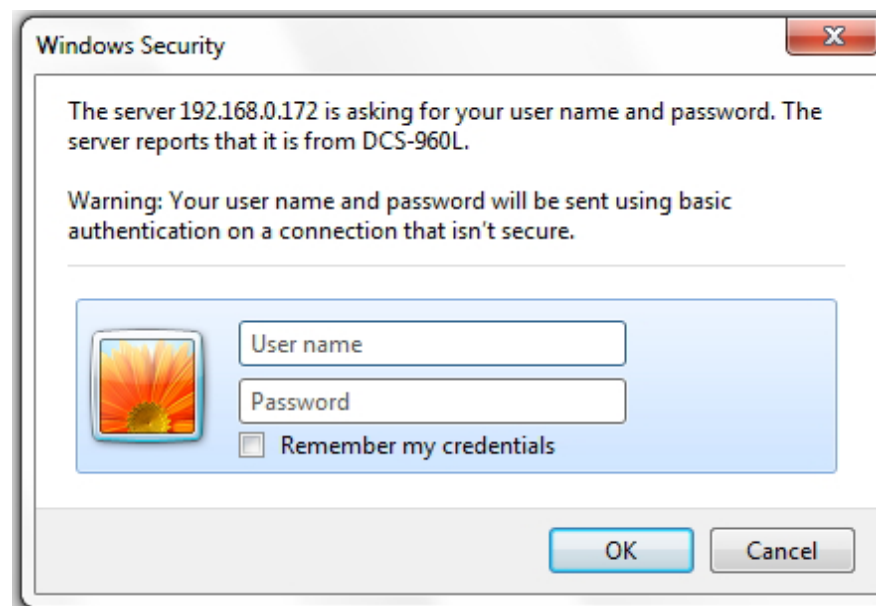 Windows Security
The server 192.168.0.172 is asking for your user name and password. The
server reports that it is from DCS-960L.
Warning: Your user name and password will be sent using basic
authentication on a connection that isn't secure.
User name
Password
Remember my credentials
OK
Cancel